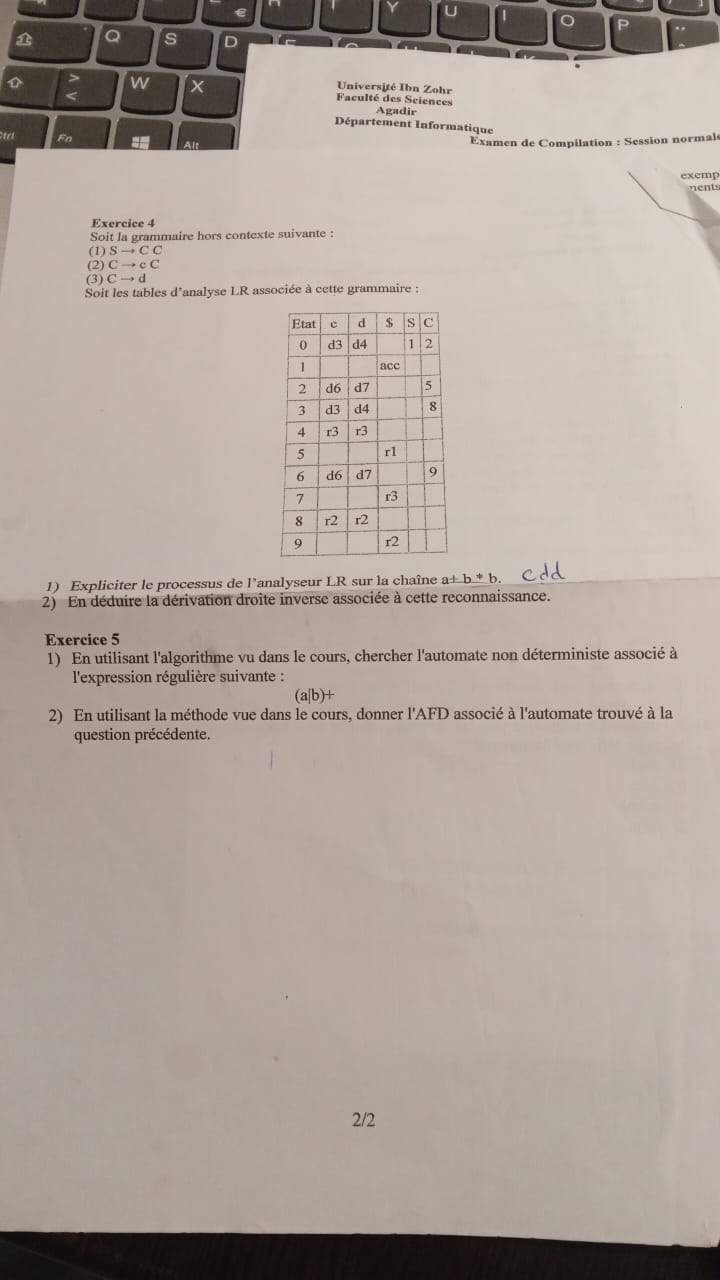 € Y U I O P
Q S D
> < W X
Fn Alt
Université Ibn Zohr
Faculté des Sciences
Agadir
Département Informatique
Examen de Compilation : Session
Exercice 4
Soit la grammaire hors contexte suivante :
(1) S → C C
(2) C → c C
(3) C → d
Soit les tables d'analyse LR associée à cette grammaire :
Etat c d $ S C
0 d3 d4 1 2
1 acc
2 d6 d7 5
3 d3 d4 8
4 r3 r3
5 r1
6 d6 d7 9
7 r3
8 r2 r2
9 r2
1) Expliciter le processus de l'analyseur LR sur la chaîne a+ b * b. cdd
2) En déduire la dérivation droite inverse associée à cette reconnaissance.
Exercice 5
1) En utilisant l'algorithme vu dans le cours, chercher l'automate non déterministe associé à
l'expression régulière suivante :
(a|b)+
2) En utilisant la méthode vue dans le cours, donner l'AFD associé à l'automate trouvé à la
question précédente.
2/2